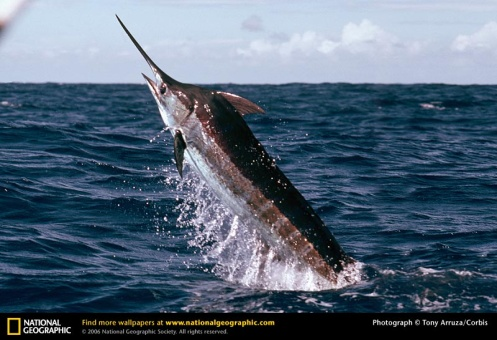 NATIONAL
GEOGRAPHIC
Find more wallpapers at www.nationalgeographic.com
© 2006 National Geographic Society. All rights reserved.
Photograph © Tony Arruza/Corbis